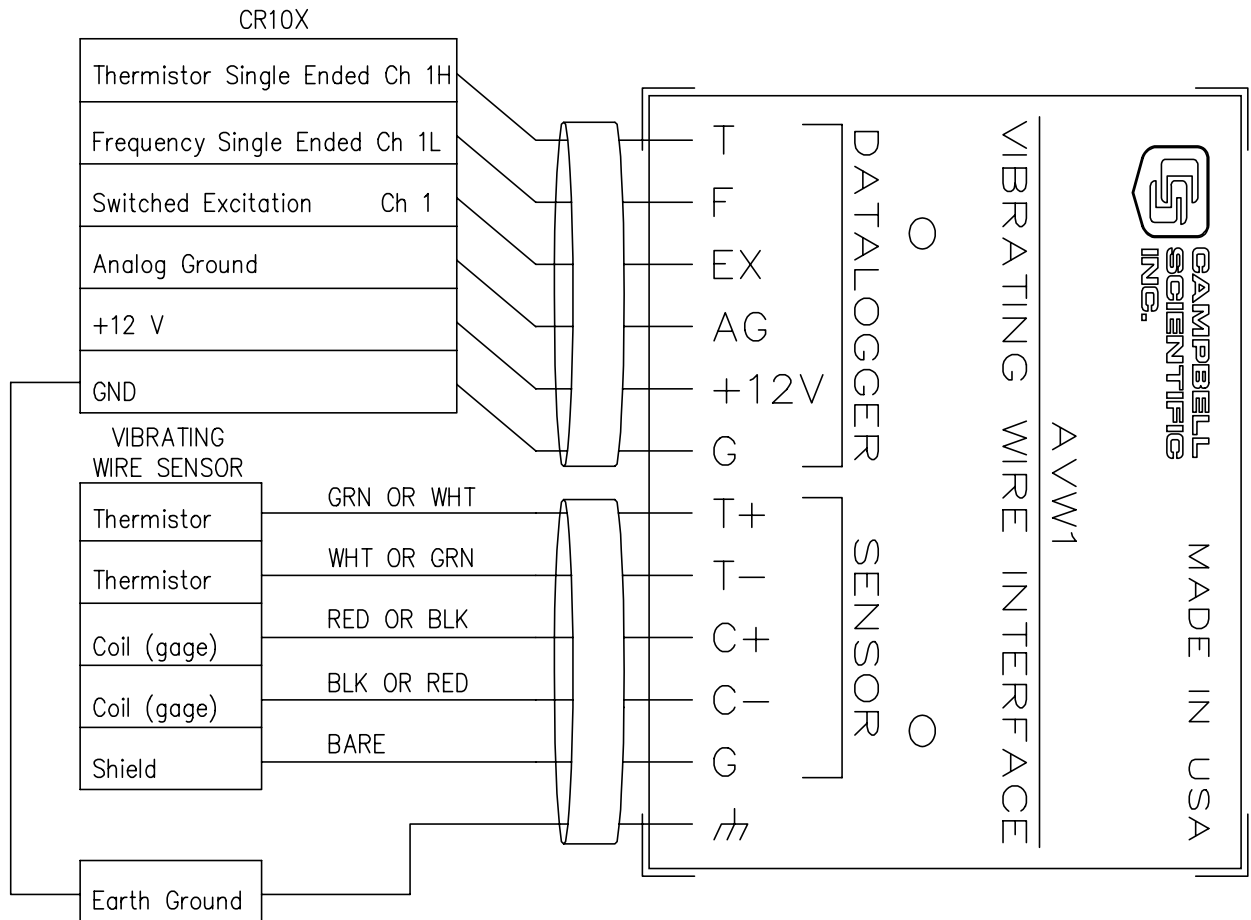 CR10X
Thermistor Single Ended Ch 1H
Frequency Single Ended Ch 1L
Switched Excitation Ch 1
Analog Ground
+12 V
GND
VIBRATING
WIRE SENSOR
Thermistor
Thermistor
Coil (gage)
Coil (gage)
Shield
Earth Ground
GRN OR WHT
WHT OR GRN
RED OR BLK
BLK OR RED
BARE
T
F
EX
AG
+12V
G
T+
T-
C+
C-
G
DATALOGGER
SENSOR
VIBRATING WIRE INTERFACE
AVW1
CAMPBELL
SCIENTIFIC
INC.
MADE IN USA